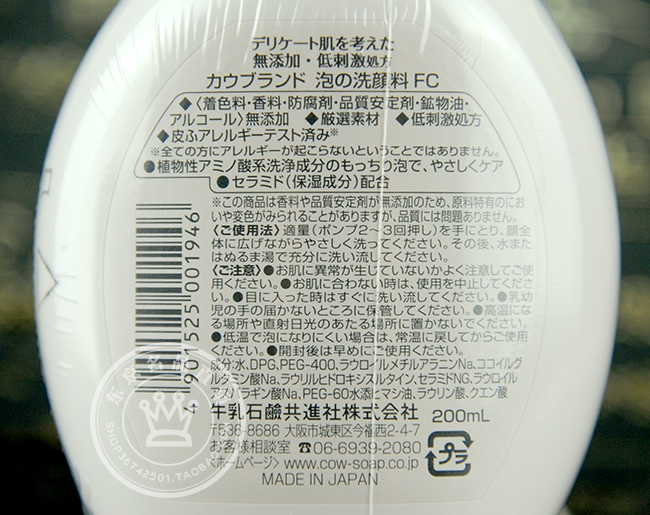 デリケート肌を考えた
無添加・低刺激処方
カウブランド 泡の洗顔料FC
◆〈着色料・香料・防腐剤・品質安定剤・鉱物油・
アルコール〉無添加 ◆厳選素材 ◆低刺激処方
◆皮ふアレルギーテスト済み※
※全ての方にアレルギーが起こらないということではありません。
●植物性アミノ酸系洗浄成分のもっちり泡で、やさしくケア
●セラミド(保湿成分)配合
※この商品は香料や品質安定剤が無添加のため、原料特有のにお
いや変色がみられることがありますが、品質には問題ありません。
〈ご使用法〉適量(ポンプ2〜3回押し)を手にとり、顔全
体に広げながらやさしく洗ってください。その後、水また
はぬるま湯で充分に洗い流してください。
〈ご注意〉●お肌に異常が生じていないかよく注意してご使
用ください。●お肌に合わない時は、使用を中止してくださ
い。●目に入った時はすぐに洗い流してください。●乳幼
児の手の届かないところに保管してください。●高温にな
る場所や直射日光のあたる場所に置かないでください。
●低温で泡になりにくい場合は、常温に戻してからご使用
ください。●開封後は早めにご使用ください。
成分:水、DPG、PEG-400、ラウロイルメチルアラニンNa、ココイルグ
ルタミン酸Na、ラウリルヒドロキシスルタイン、セラミドNG、ラウロイル
アスパラギン酸Na、PEG-60水添ヒマシ油、ラウリン酸、クエン酸
牛乳石鹸共進社株式会社 200mL
〒536-8686 大阪市城東区今福西2-4-7
お客様相談室 ☎06-6939-2080
〈ホームページ〉www.cow-soap.co.jp
MADE IN JAPAN
プラ
4 901525 001946
SHOP36742501.TAOBAO